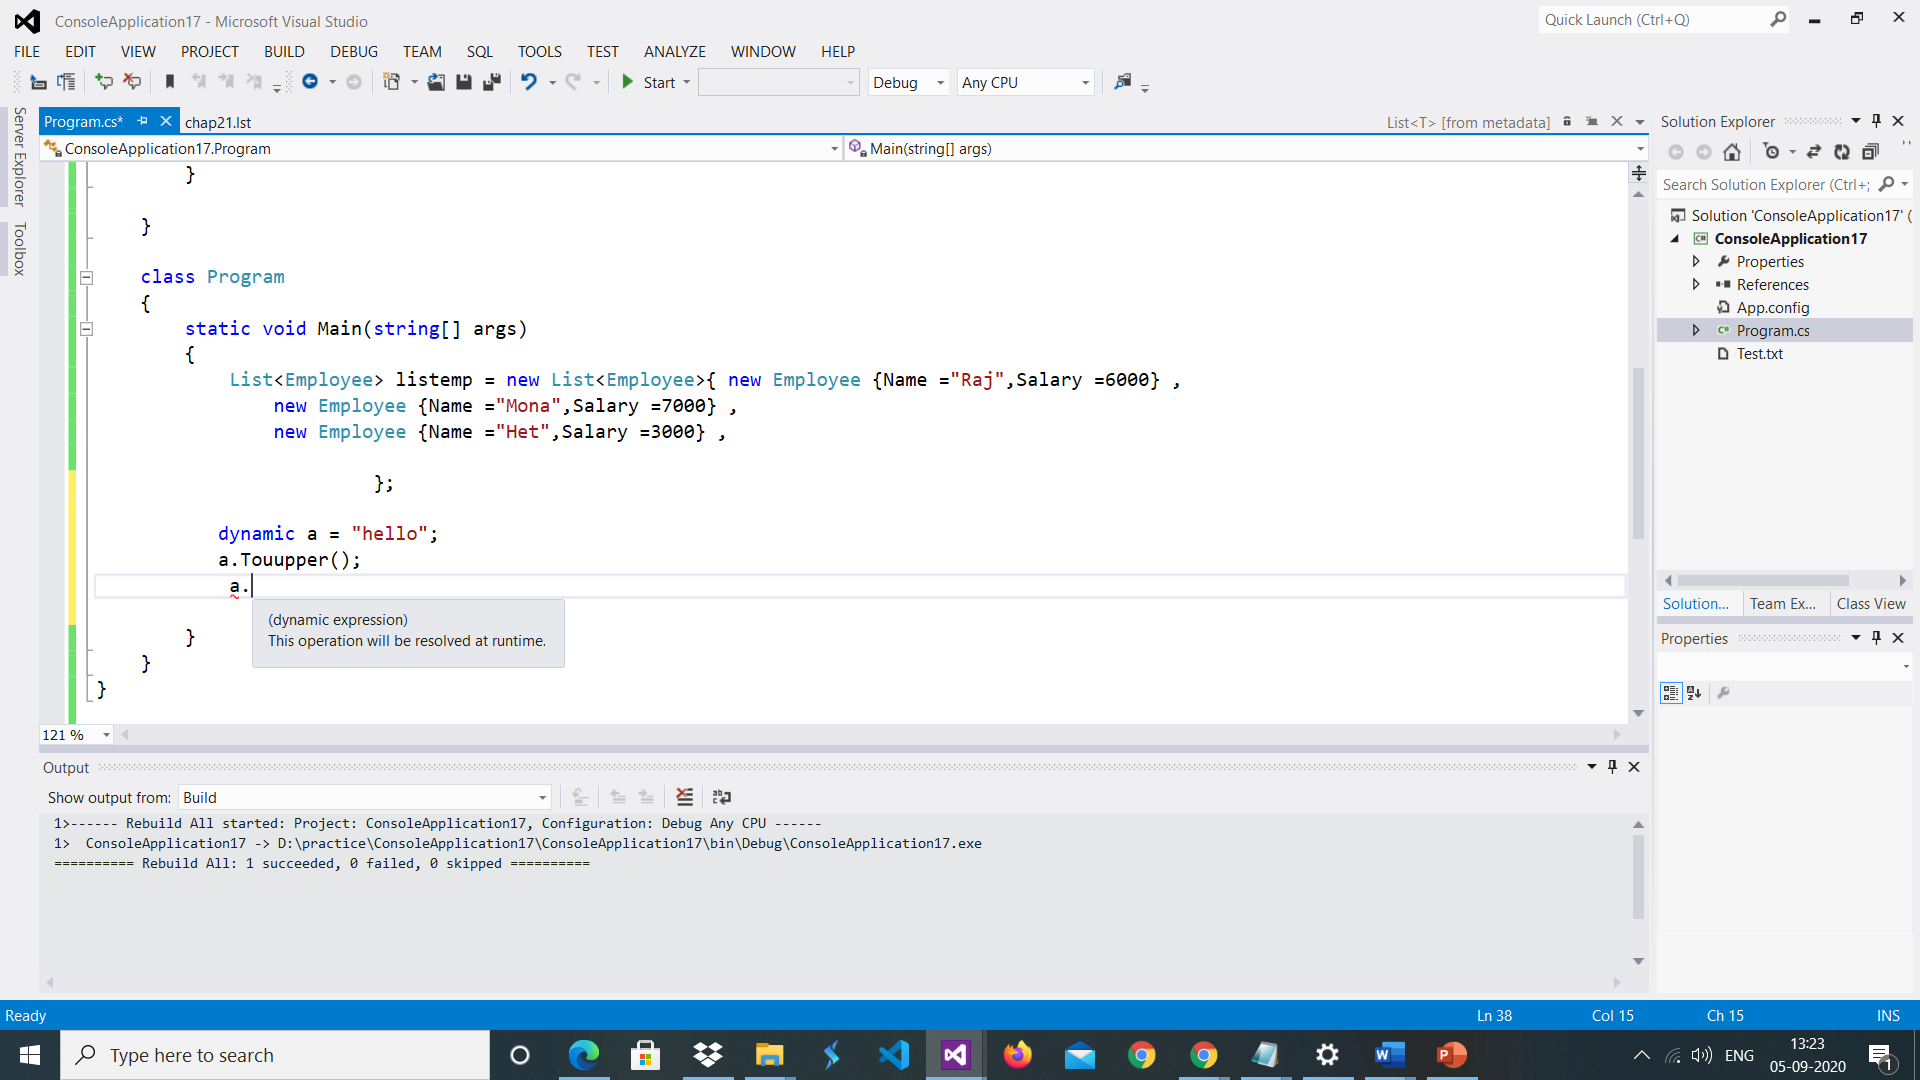 ConsoleApplication17 - Microsoft Visual Studio
Quick Launch (Ctrl+Q)
FILE EDIT VIEW PROJECT BUILD DEBUG TEAM SQL TOOLS TEST ANALYZE WINDOW HELP
Start Debug Any CPU
Server Explorer
Toolbox
Program.cs* chap21.lst List<T> [from metadata]
ConsoleApplication17.Program Main(string[] args)
}
}
class Program
{
static void Main(string[] args)
{
List<Employee> listemp = new List<Employee>{ new Employee {Name ="Raj",Salary =6000} ,
new Employee {Name ="Mona",Salary =7000} ,
new Employee {Name ="Het",Salary =3000} ,
};
dynamic a = "hello";
a.Touupper();
a.
(dynamic expression)
This operation will be resolved at runtime.
}
}
}
121 %
Solution Explorer
Search Solution Explorer (Ctrl+;
Solution 'ConsoleApplication17' (
ConsoleApplication17
Properties
References
App.config
Program.cs
Test.txt
Solution... Team Ex... Class View
Properties
Output
Show output from: Build
1>------ Rebuild All started: Project: ConsoleApplication17, Configuration: Debug Any CPU ------
1>  ConsoleApplication17 -> D:\practice\ConsoleApplication17\ConsoleApplication17\bin\Debug\ConsoleApplication17.exe
========== Rebuild All: 1 succeeded, 0 failed, 0 skipped ==========
Ready Ln 38 Col 15 Ch 15 INS
Type here to search
ENG
13:23
05-09-2020
1